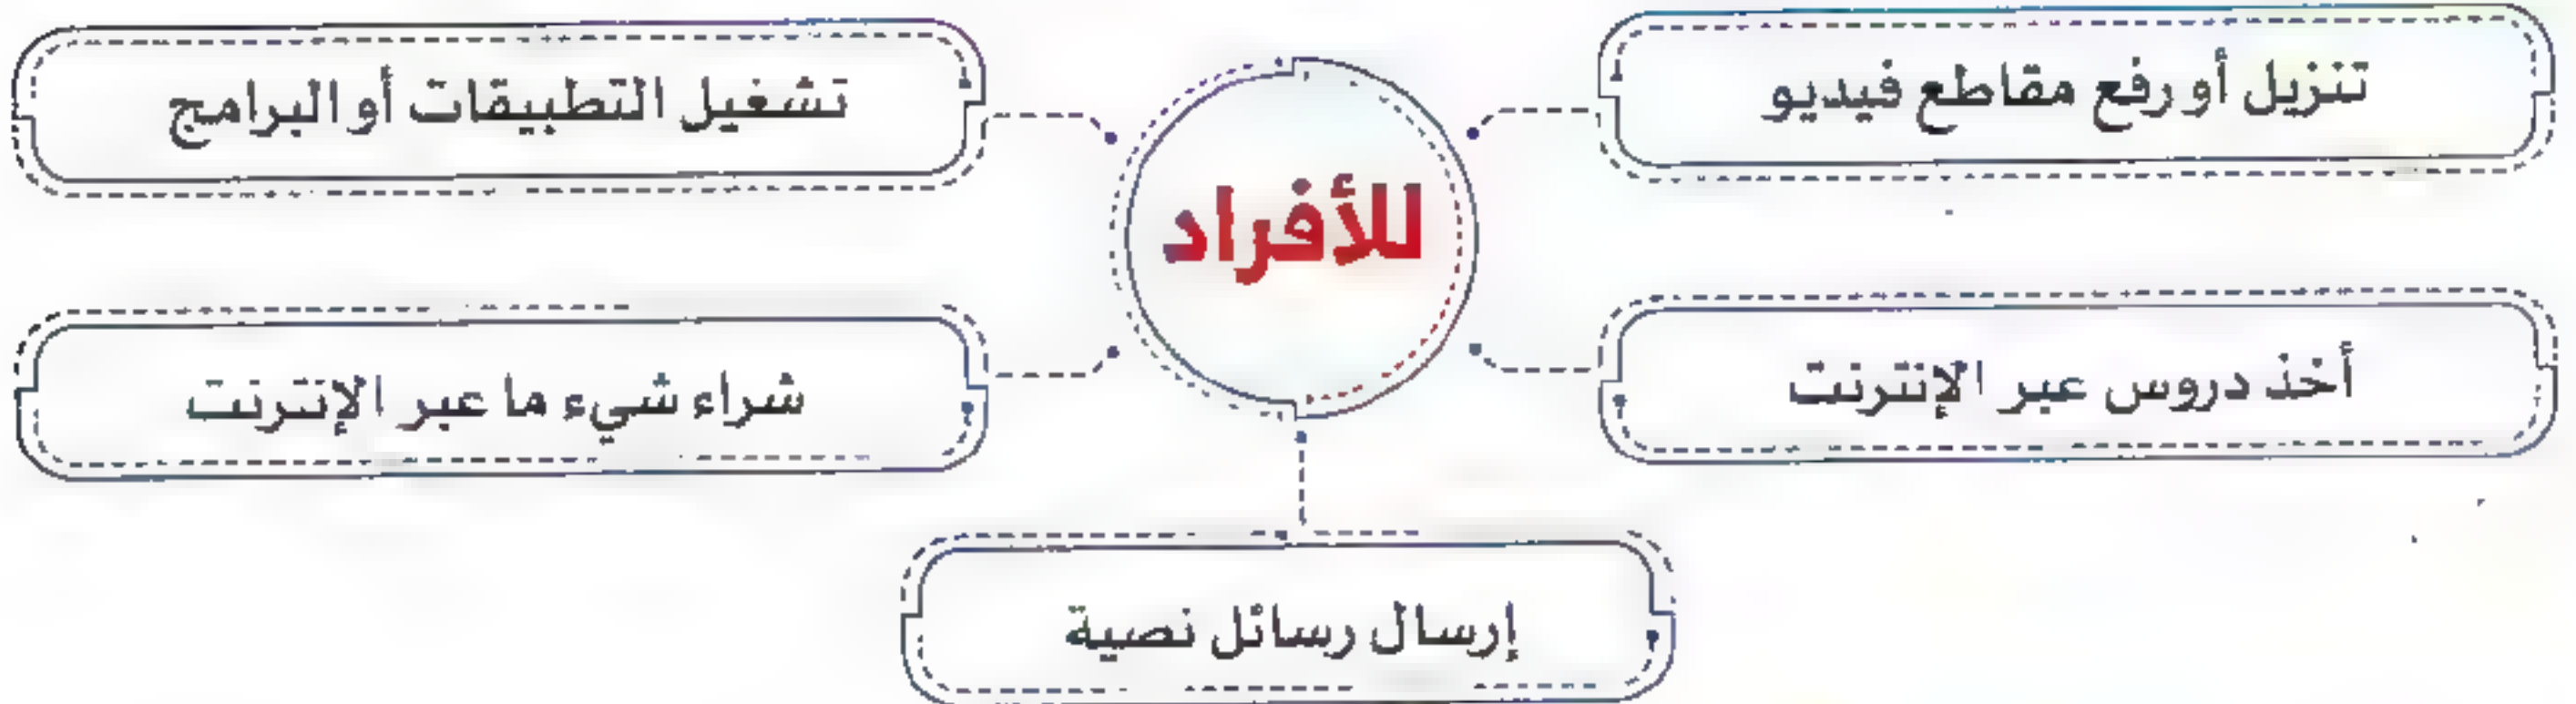 تنزيل أو رفع مقاطع فيديو
تشغيل التطبيقات أو البرامج
للأفراد
أخذ دروس عبر الإنترنت
شراء شيء ما عبر الإنترنت
إرسال رسائل نصية